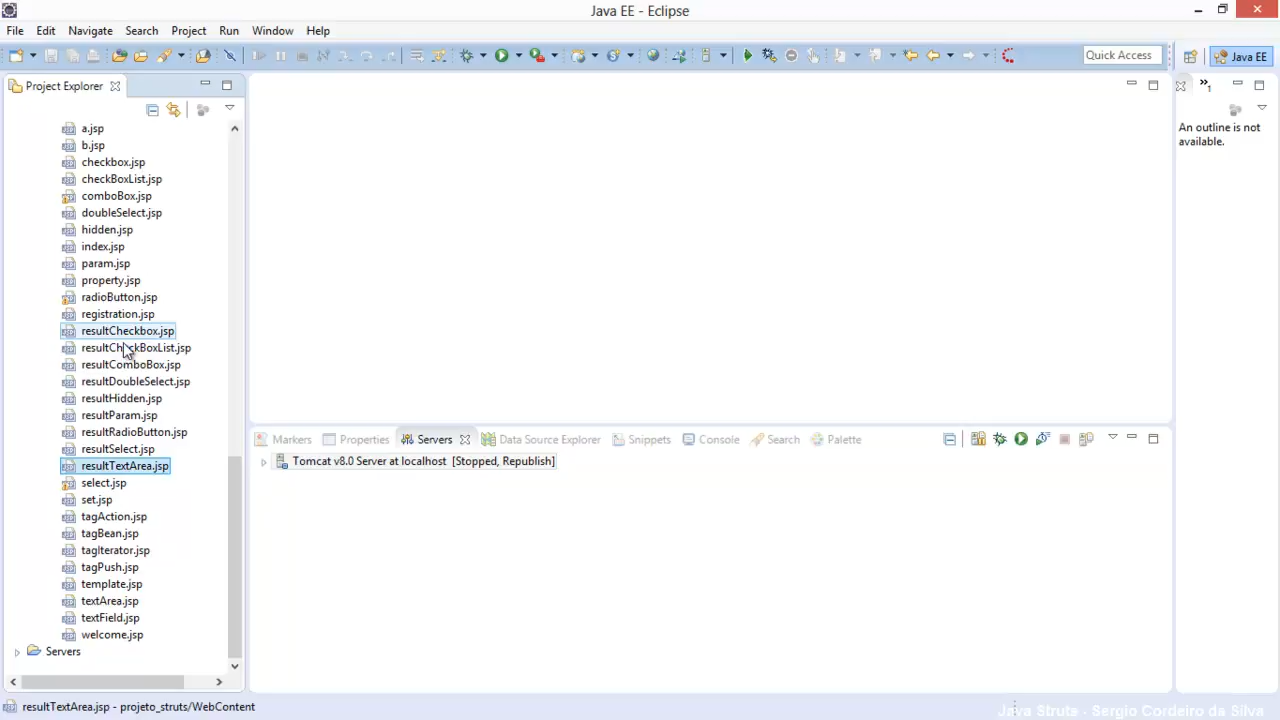 Java EE - Eclipse
File Edit Navigate Search Project Run Window Help
Quick Access
Java EE
Project Explorer
1
An outline is not
available.
a.jsp
b.jsp
checkbox.jsp
checkBoxList.jsp
comboBox.jsp
doubleSelect.jsp
hidden.jsp
index.jsp
param.jsp
property.jsp
radioButton.jsp
registration.jsp
resultCheckbox.jsp
resultCheckBoxList.jsp
resultComboBox.jsp
resultDoubleSelect.jsp
resultHidden.jsp
resultParam.jsp
resultRadioButton.jsp
resultSelect.jsp
resultTextArea.jsp
select.jsp
set.jsp
tagAction.jsp
tagBean.jsp
tagIterator.jsp
tagPush.jsp
template.jsp
textArea.jsp
textField.jsp
welcome.jsp
Servers
Markers Properties Servers Data Source Explorer Snippets Console Search Palette
Tomcat v8.0 Server at localhost [Stopped, Republish]
resultTextArea.jsp - projeto_struts/WebContent
Java Struts - Sergio Cordeiro da Silva